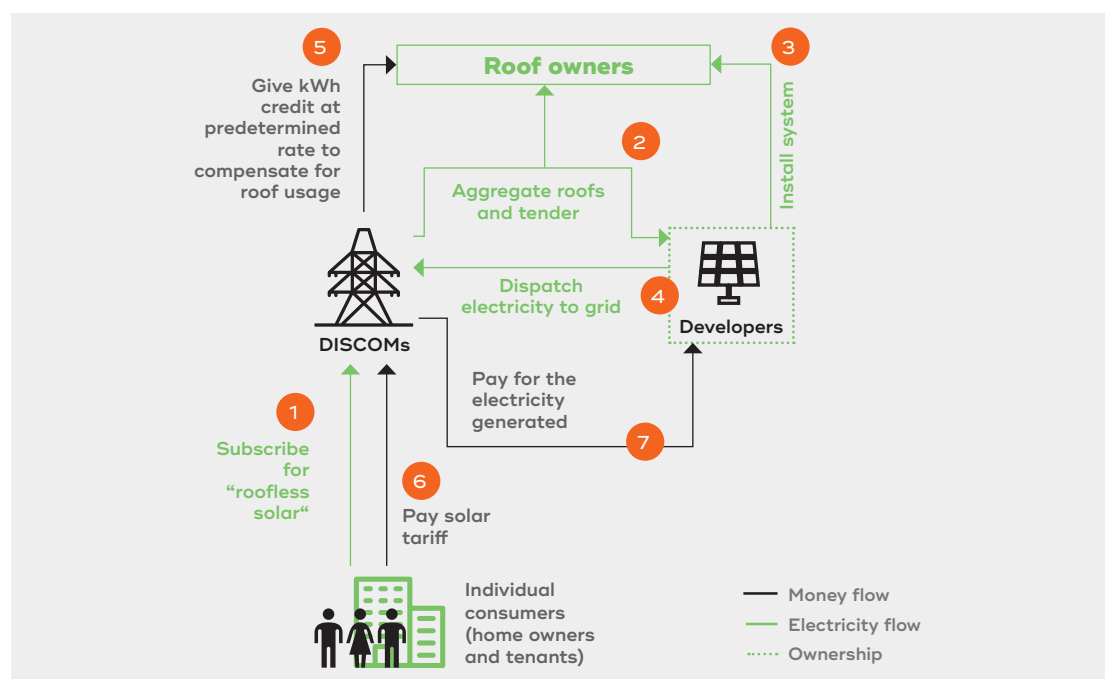 5
Roof owners
3
Give kWh
credit at
predetermined
rate to
compensate for
roof usage
2
Install system
Aggregate roofs
and tender
Dispatch
electricity to grid
4
Developers
DISCOMs
Pay for the
electricity
generated
7
1
Subscribe
for
“roofless
solar“
6
Pay solar
tariff
Individual
consumers
(home owners
and tenants)
Money flow
Electricity flow
Ownership